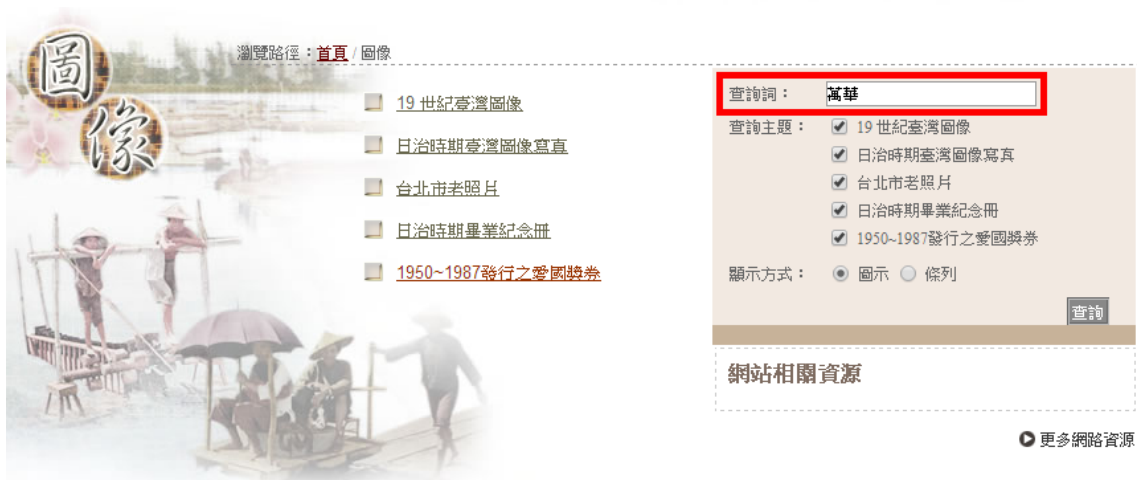 圖像
瀏覽路徑：首頁 / 圖像
19 世紀臺灣圖像
日治時期臺灣圖像寫真
台北市老照片
日治時期畢業紀念冊
1950~1987發行之愛國獎券
查詢詞： 萬華
查詢主題： 19 世紀臺灣圖像
日治時期臺灣圖像寫真
台北市老照片
日治時期畢業紀念冊
1950~1987發行之愛國獎券
顯示方式： 圖示 條列
查詢
網站相關資源
更多網路資源